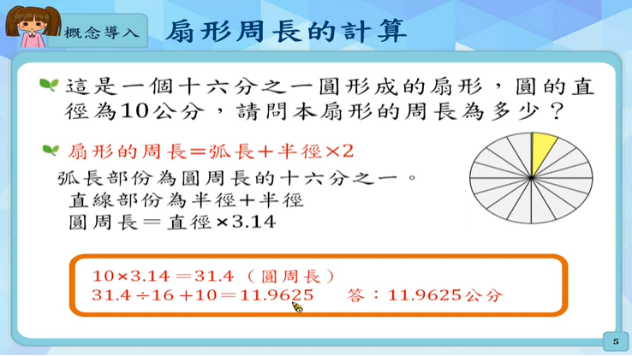 概念導入
扇形周長的計算
這是一個十六分之一圓形成的扇形，圓的直
徑為10公分，請問本扇形的周長為多少？
扇形的周長=弧長+半徑×2
弧長部份為圓周長的十六分之一。
直線部份為半徑+半徑
圓周長＝直徑×3.14
10×3.14＝31.4（圓周長）
31.4÷16+10＝11.9625 答：11.9625公分
5